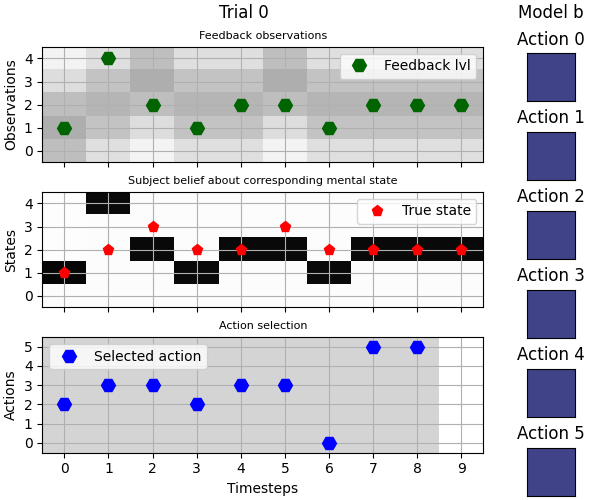 Trial 0
Model b
Feedback observations
Observations
4
3
2
1
0
Feedback lvl
Subject belief about corresponding mental state
States
4
3
2
1
0
True state
Action selection
Actions
5
4
3
2
1
0
Selected action
0 1 2 3 4 5 6 7 8 9
Timesteps
Action 0
Action 1
Action 2
Action 3
Action 4
Action 5